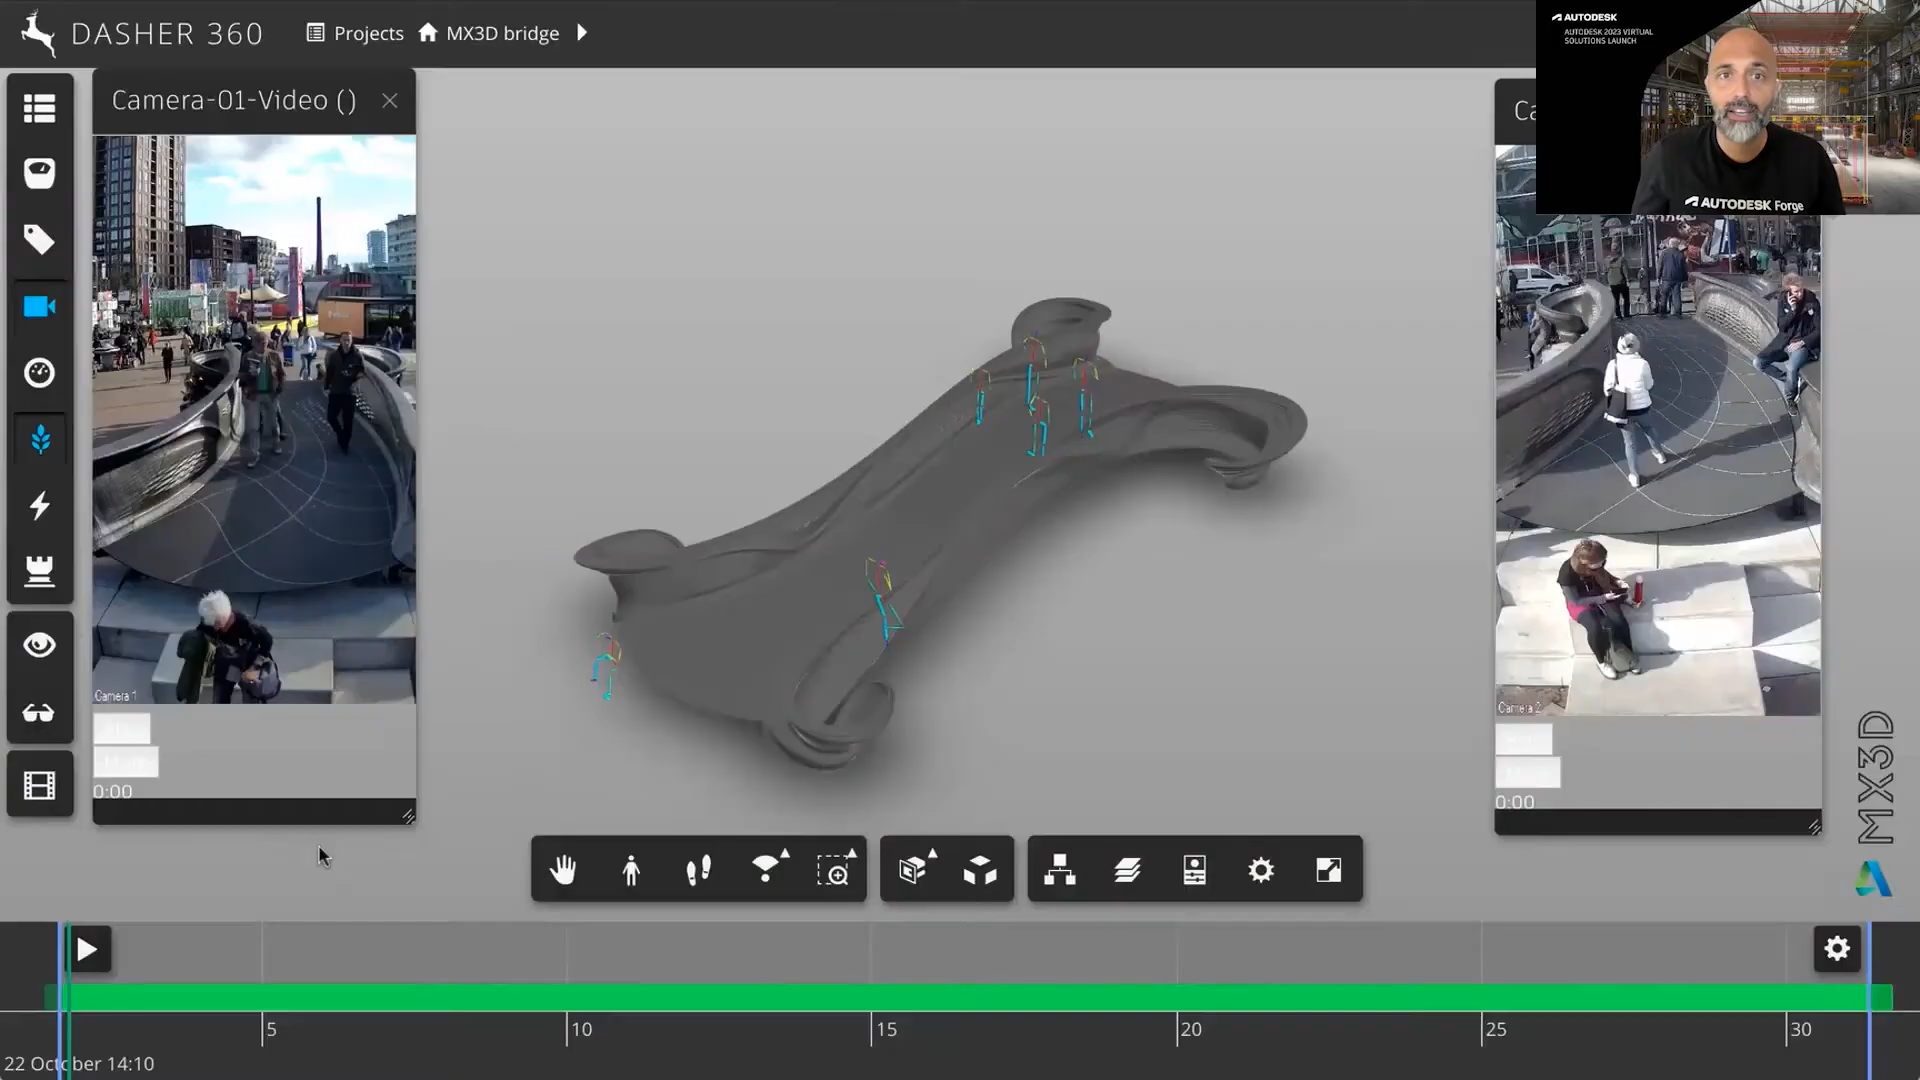 DASHER 360
Projects
MX3D bridge
AUTODESK
AUTODESK 2023 VIRTUAL
SOLUTIONS LAUNCH
AUTODESK Forge
Camera-01-Video ()
Camera 1
0:00
Ca
Camera 2
0:00
MX3D
5
10
15
20
25
30
22 October 14:10